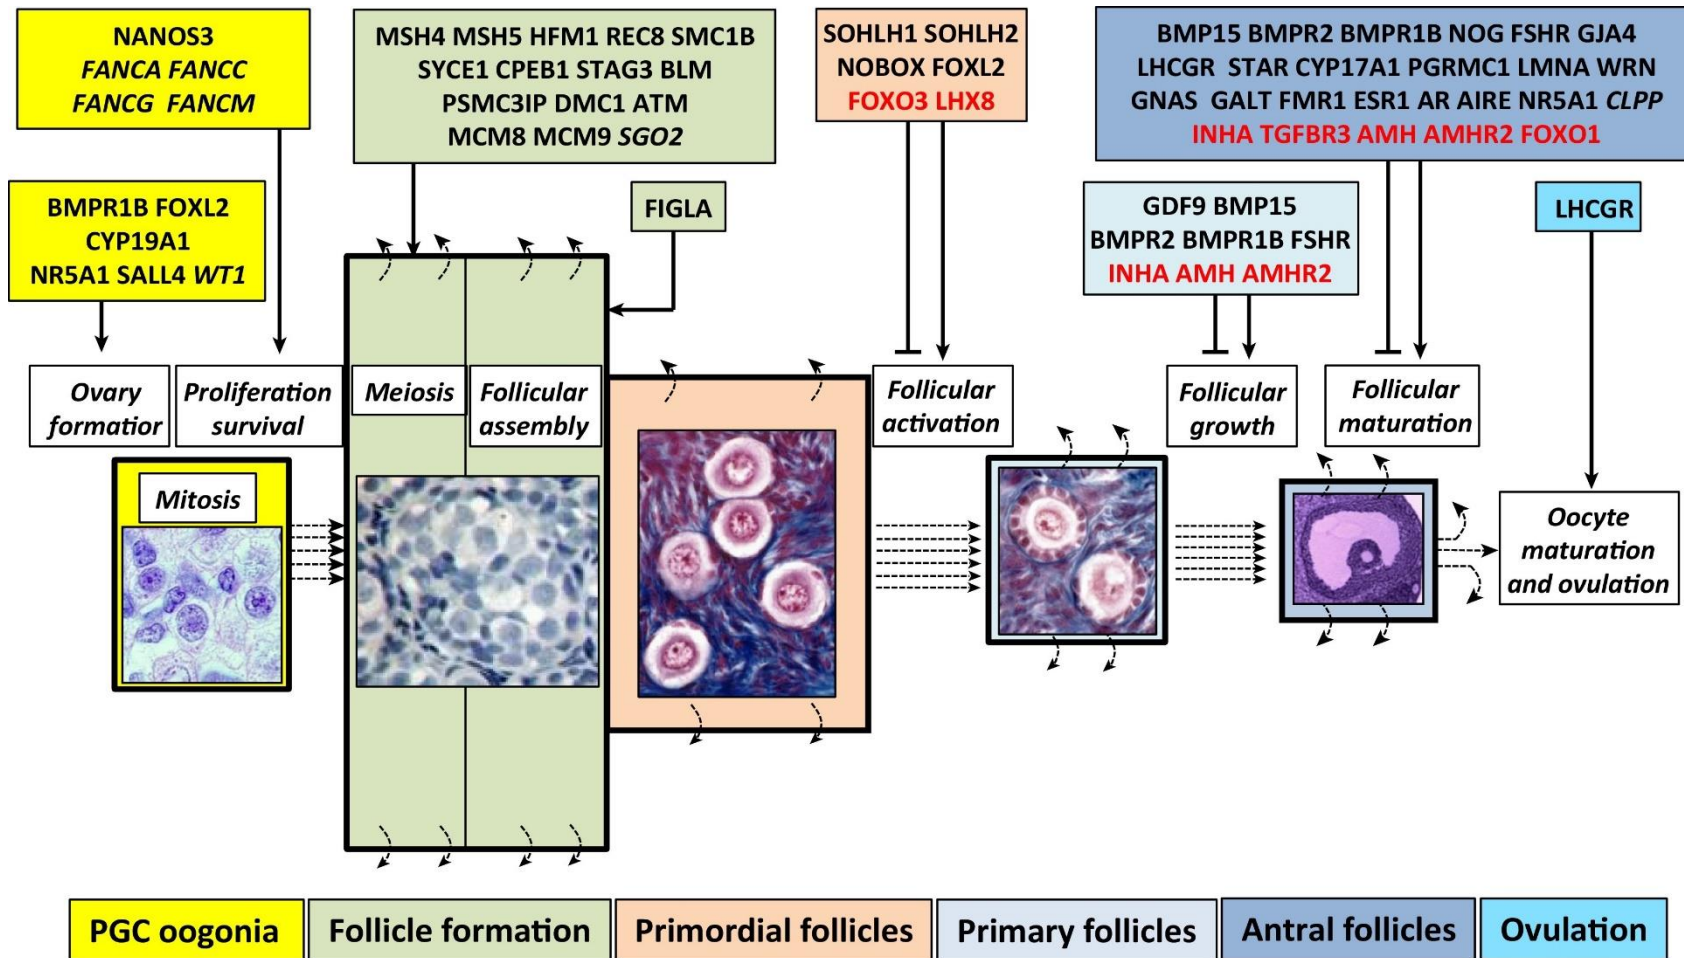 NANOS3
FANCA FANCC
FANCG FANCM
MSH4 MSH5 HFM1 REC8 SMC1B
SYCE1 CPEB1 STAG3 BLM
PSMC3IP DMC1 ATM
MCM8 MCM9 SGO2
SOHLH1 SOHLH2
NOBOX FOXL2
FOXO3 LHX8
BMP15 BMPR2 BMPR1B NOG FSHR GJA4
LHCGR STAR CYP17A1 PGRMC1 LMNA WRN
GNAS GALT FMR1 ESR1 AR AIRE NR5A1 CLPP
INHA TGFBR3 AMH AMHR2 FOXO1
BMPR1B FOXL2
CYP19A1
NR5A1 SALL4 WT1
FIGLA
GDF9 BMP15
BMPR2 BMPR1B FSHR
INHA AMH AMHR2
LHCGR
Ovary
formatior
Proliferation
survival
Meiosis
Follicular
assembly
Follicular
activation
Follicular
growth
Follicular
maturation
Mitosis
Oocyte
maturation
and ovulation
PGC oogonia
Follicle formation
Primordial follicles
Primary follicles
Antral follicles
Ovulation